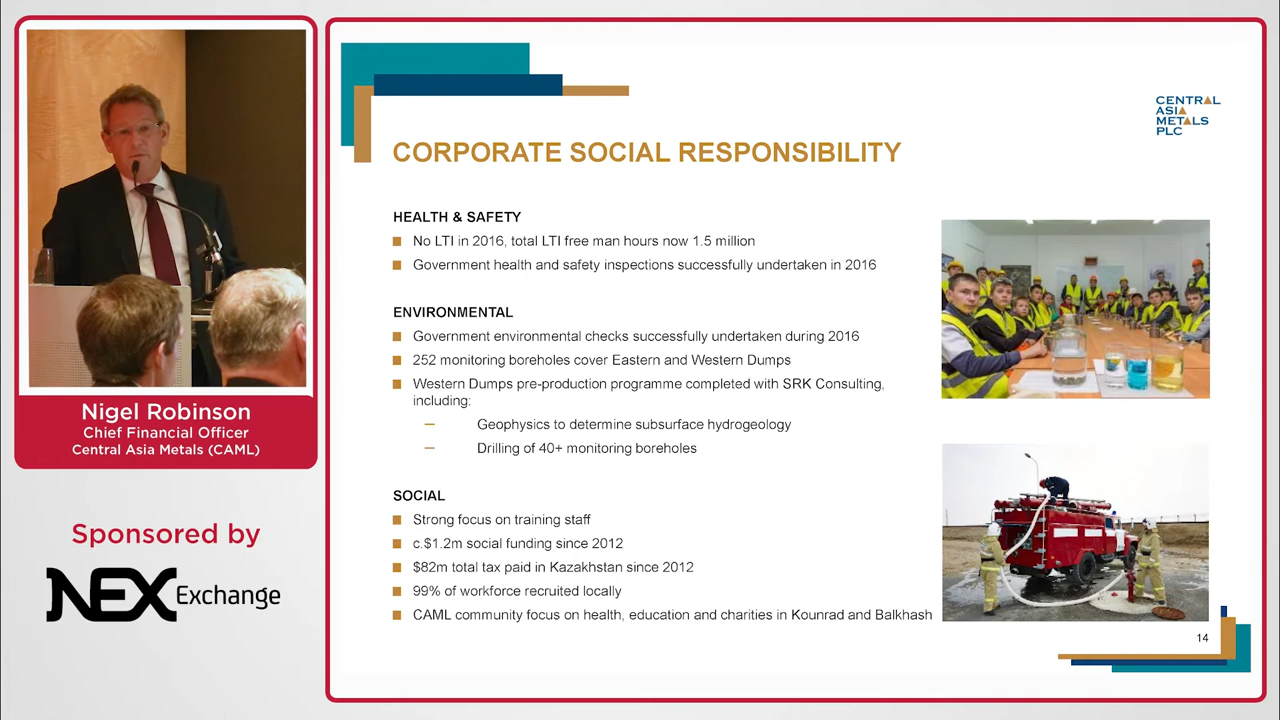 Nigel Robinson
Chief Financial Officer
Central Asia Metals (CAML)
Sponsored by
NEX Exchange
CENTRAL
ASIA
METALS
PLC
CORPORATE SOCIAL RESPONSIBILITY
HEALTH & SAFETY
No LTI in 2016, total LTI free man hours now 1.5 million
Government health and safety inspections successfully undertaken in 2016
ENVIRONMENTAL
Government environmental checks successfully undertaken during 2016
252 monitoring boreholes cover Eastern and Western Dumps
Western Dumps pre-production programme completed with SRK Consulting,
including:
— Geophysics to determine subsurface hydrogeology
— Drilling of 40+ monitoring boreholes
SOCIAL
Strong focus on training staff
c.$1.2m social funding since 2012
$82m total tax paid in Kazakhstan since 2012
99% of workforce recruited locally
CAML community focus on health, education and charities in Kounrad and Balkhash
14